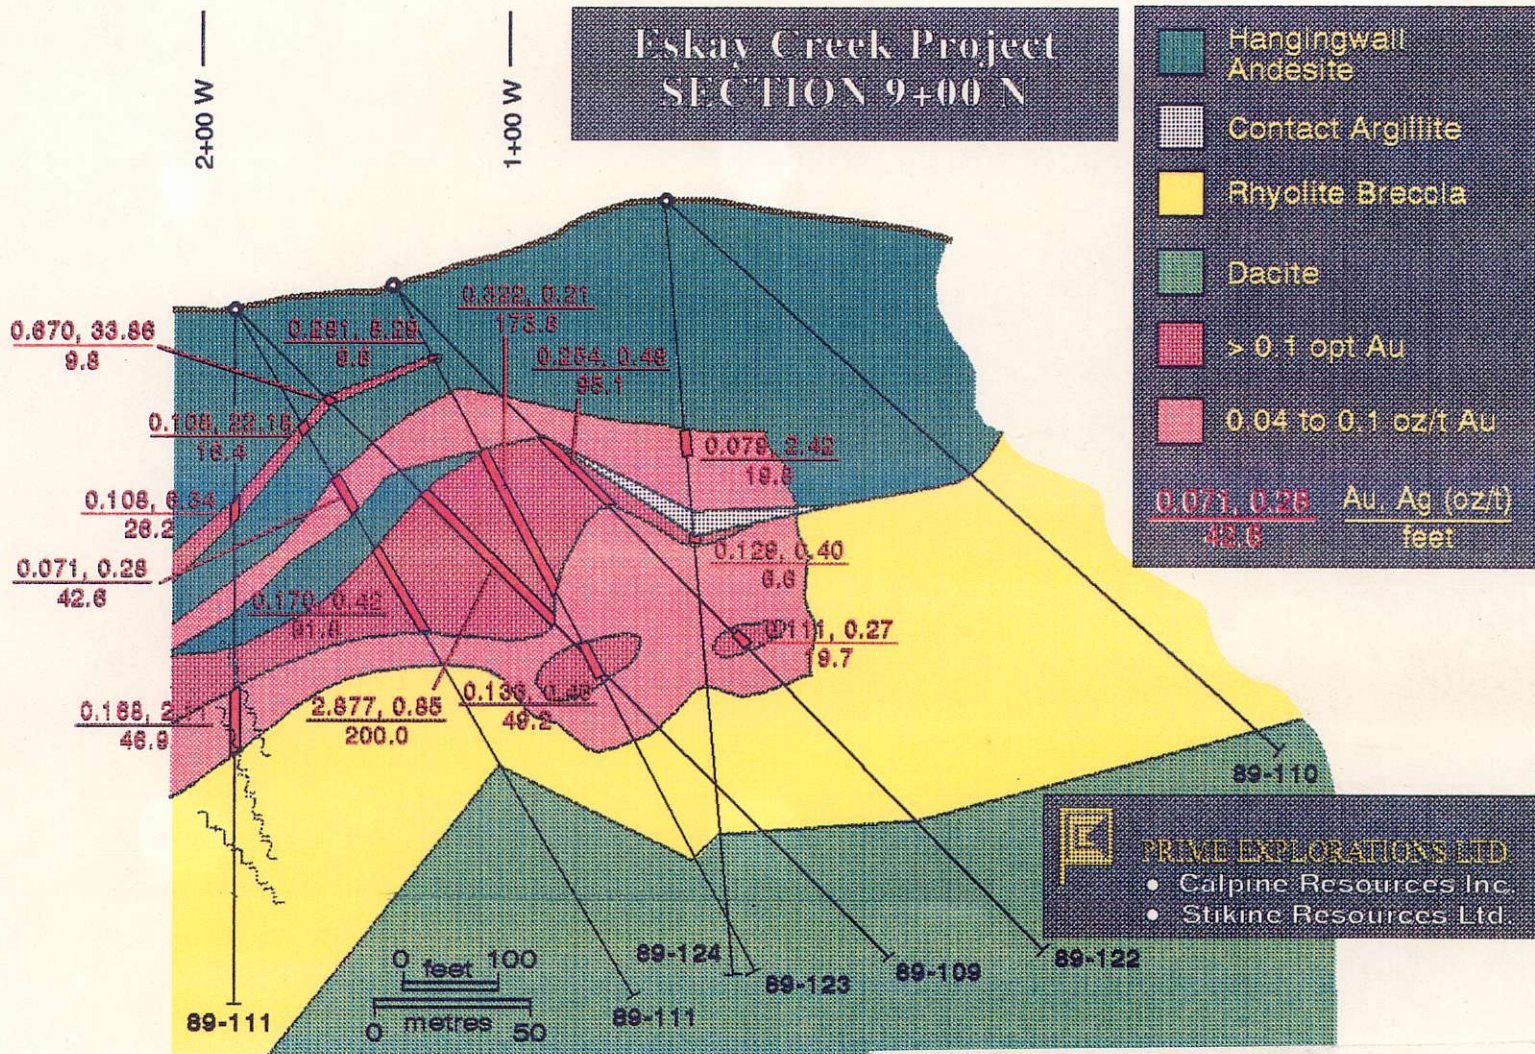 2+00 W
1+00 W
Eskay Creek Project
SECTION 9+00 N
Hangingwall
Andesite
Contact Argillite
Rhyolite Breccia
Dacite
> 0.1 opt Au
0.04 to 0.1 oz/t Au
0.071, 0.28
42.6
Au, Ag (oz/t)
feet
0.322, 0.21
173.8
0.670, 33.86
9.8
0.254, 0.48
95.1
16.4
0.079, 2.42
26.2
0.129, 0.40
6.6
0.071, 0.28
42.6
0.170, 0.42
0.27
19.7
2.877, 0.85
200.0
49.2
46.9
89-110
PRIME EXPLORATIONS LTD.
• Calpine Resources Inc.
• Stikine Resources Ltd.
89-124
89-123
89-109
89-122
89-111
89-111
0 feet 100
0 metres 50